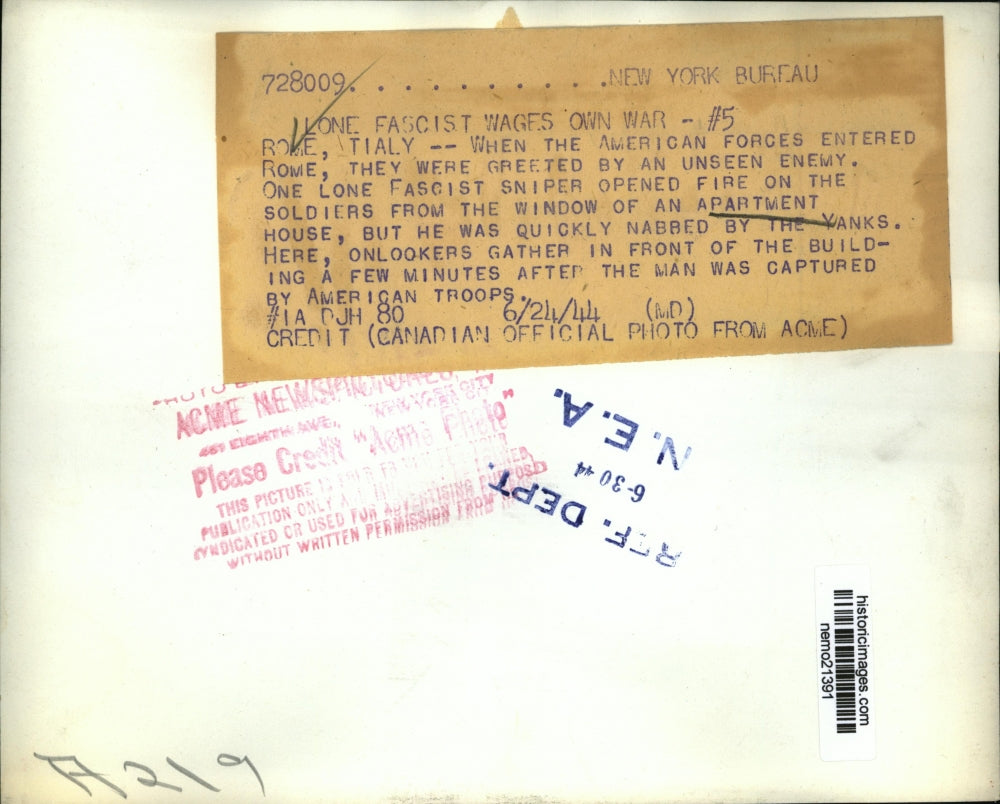 728009. . . . . . . . . . .NEW YORK BUREAU
LONE FASCIST WAGES OWN WAR - #5
ROME, TIALY -- WHEN THE AMERICAN FORCES ENTERED
ROME, THEY WERE GREETED BY AN UNSEEN ENEMY.
ONE LONE FASCIST SNIPER OPENED FIRE ON THE
SOLDIERS FROM THE WINDOW OF AN APARTMENT
HOUSE, BUT HE WAS QUICKLY NABBED BY THE YANKS.
HERE, ONLOOKERS GATHER IN FRONT OF THE BUILD-
ING A FEW MINUTES AFTER THE MAN WAS CAPTURED
BY AMERICAN TROOPS.
#1A DJH 80 6/24/44 (MD)
CREDIT (CANADIAN OFFICIAL PHOTO FROM ACME)
ACME
461 EIGHTH AVE., NEW YORK CITY
Please Credit "Acme Photo"
THIS PICTURE IS
PUBLICATION ONLY
SYNDICATED OR USED FOR ADVERTISING
WITHOUT WRITTEN PERMISSION FROM
N.E.A.
6-30 44
REF. DEPT.
historicimages.com
nemo21391
A219